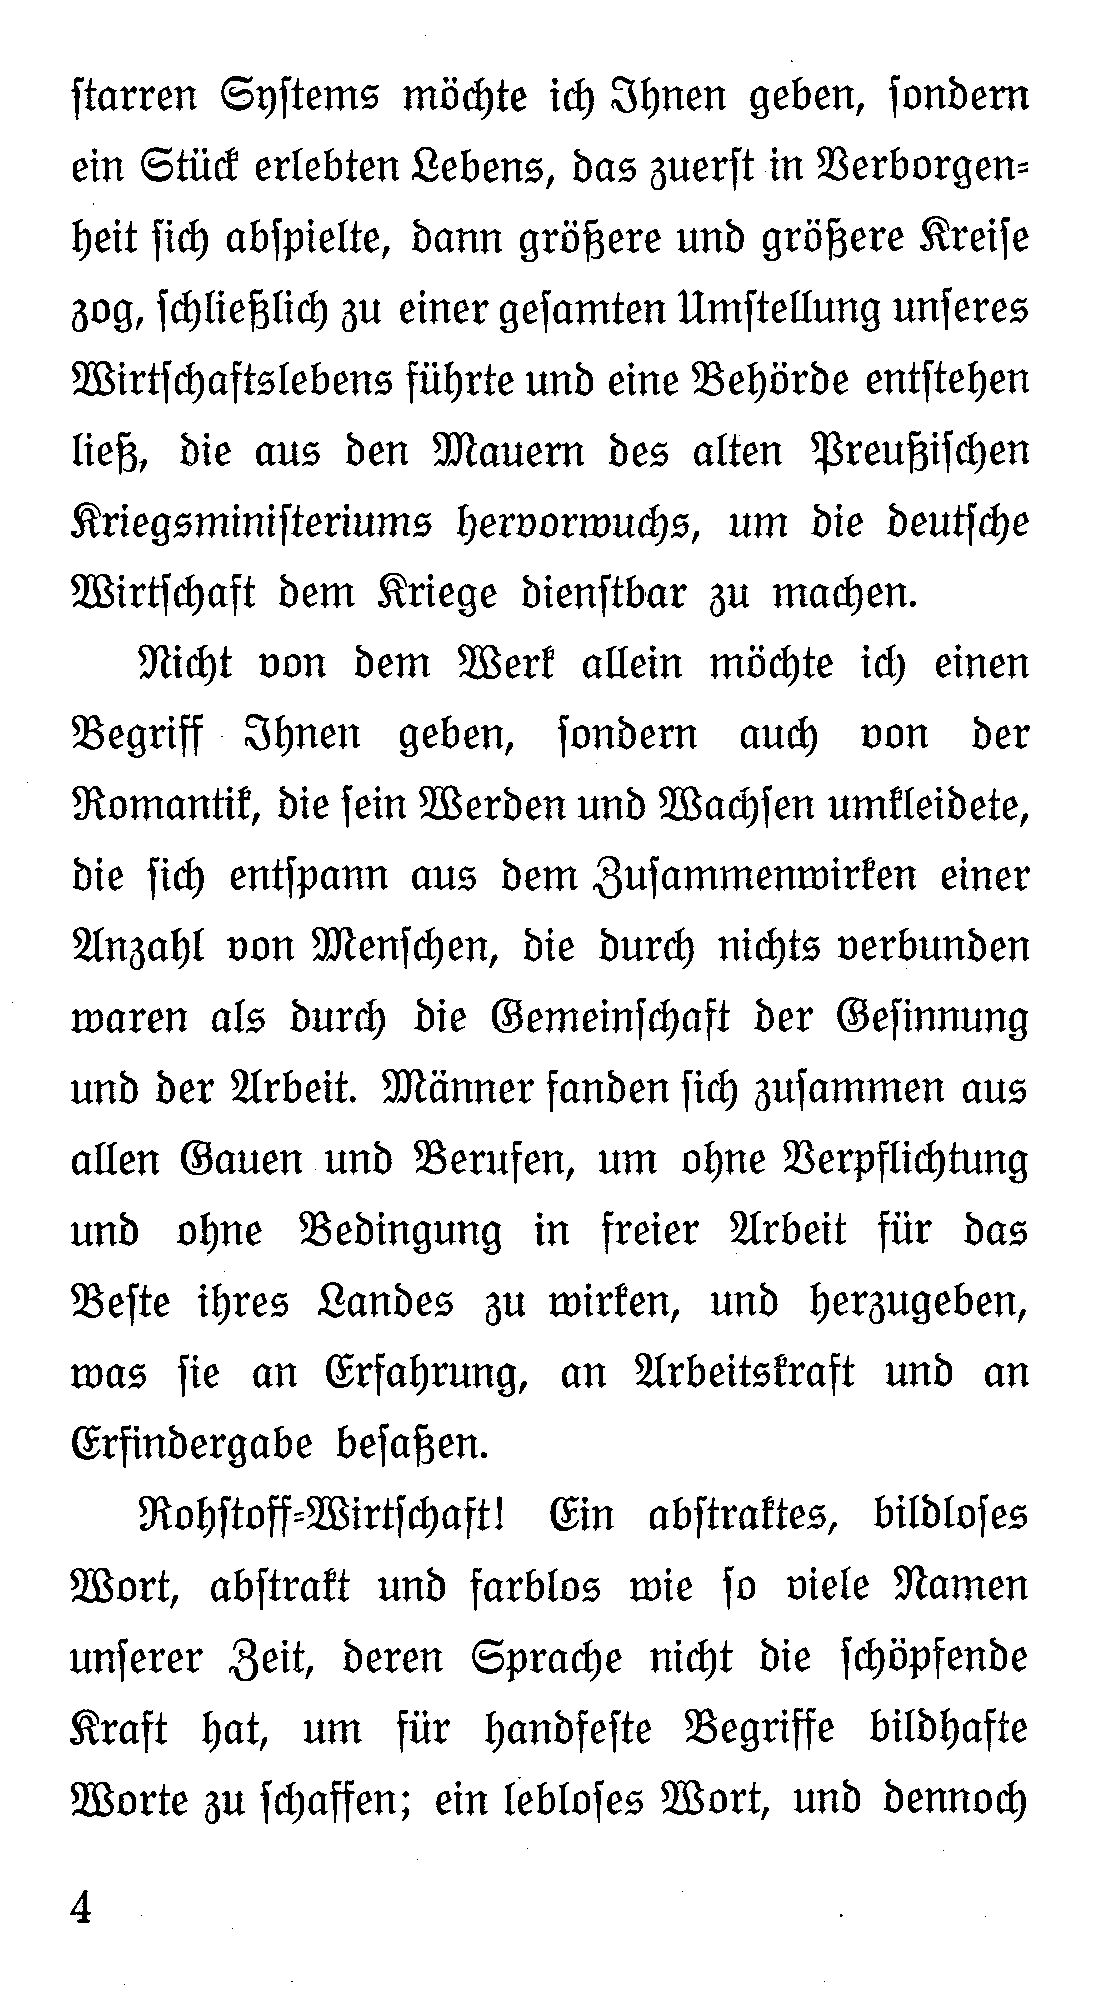 ſtarren Syſtems möchte ich Ihnen geben, ſondern
ein Stück erlebten Lebens, das zuerſt in Verborgen⸗
heit ſich abſpielte, dann größere und größere Kreiſe
zog, ſchließlich zu einer geſamten Umſtellung unſeres
Wirtſchaftslebens führte und eine Behörde entſtehen
ließ, die aus den Mauern des alten Preußiſchen
Kriegsminiſteriums hervorwuchs, um die deutſche
Wirtſchaft dem Kriege dienſtbar zu machen.
Nicht von dem Werk allein möchte ich einen
Begriff Ihnen geben, ſondern auch von der
Romantik, die ſein Werden und Wachſen umkleidete,
die ſich entſpann aus dem Zuſammenwirken einer
Anzahl von Menſchen, die durch nichts verbunden
waren als durch die Gemeinſchaft der Geſinnung
und der Arbeit. Männer fanden ſich zuſammen aus
allen Gauen und Berufen, um ohne Verpflichtung
und ohne Bedingung in freier Arbeit für das
Beſte ihres Landes zu wirken, und herzugeben,
was ſie an Erfahrung, an Arbeitskraft und an
Erfindergabe beſaßen.
Rohſtoff⸗Wirtſchaft! Ein abſtraktes, bildloſes
Wort, abſtrakt und farblos wie ſo viele Namen
unſerer Zeit, deren Sprache nicht die ſchöpfende
Kraft hat, um für handfeſte Begriffe bildhafte
Worte zu ſchaffen; ein lebloſes Wort, und dennoch
4